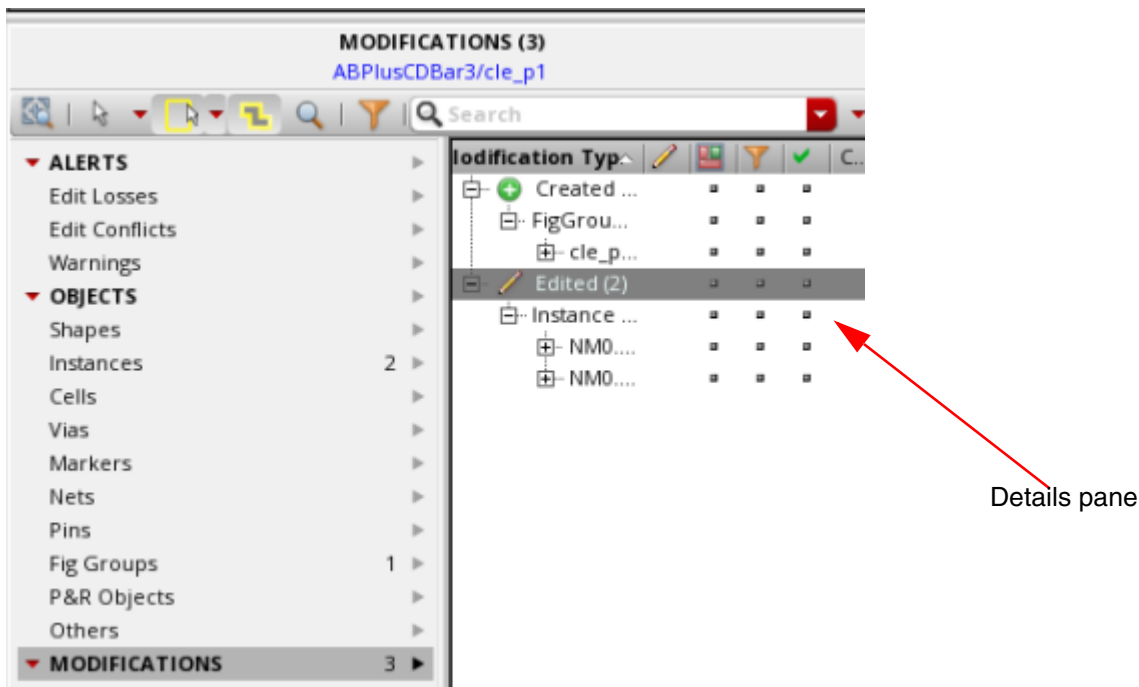 MODIFICATIONS (3)
ABPlusCDBar3/cle_p1
Search
ALERTS
Edit Losses
Edit Conflicts
Warnings
OBJECTS
Shapes
Instances 2
Cells
Vias
Markers
Nets
Pins
Fig Groups 1
P&R Objects
Others
MODIFICATIONS 3
lodification Typ C..
Created ...
FigGrou...
cle_p...
Edited (2)
Instance ...
NM0....
NM0....
Details pane